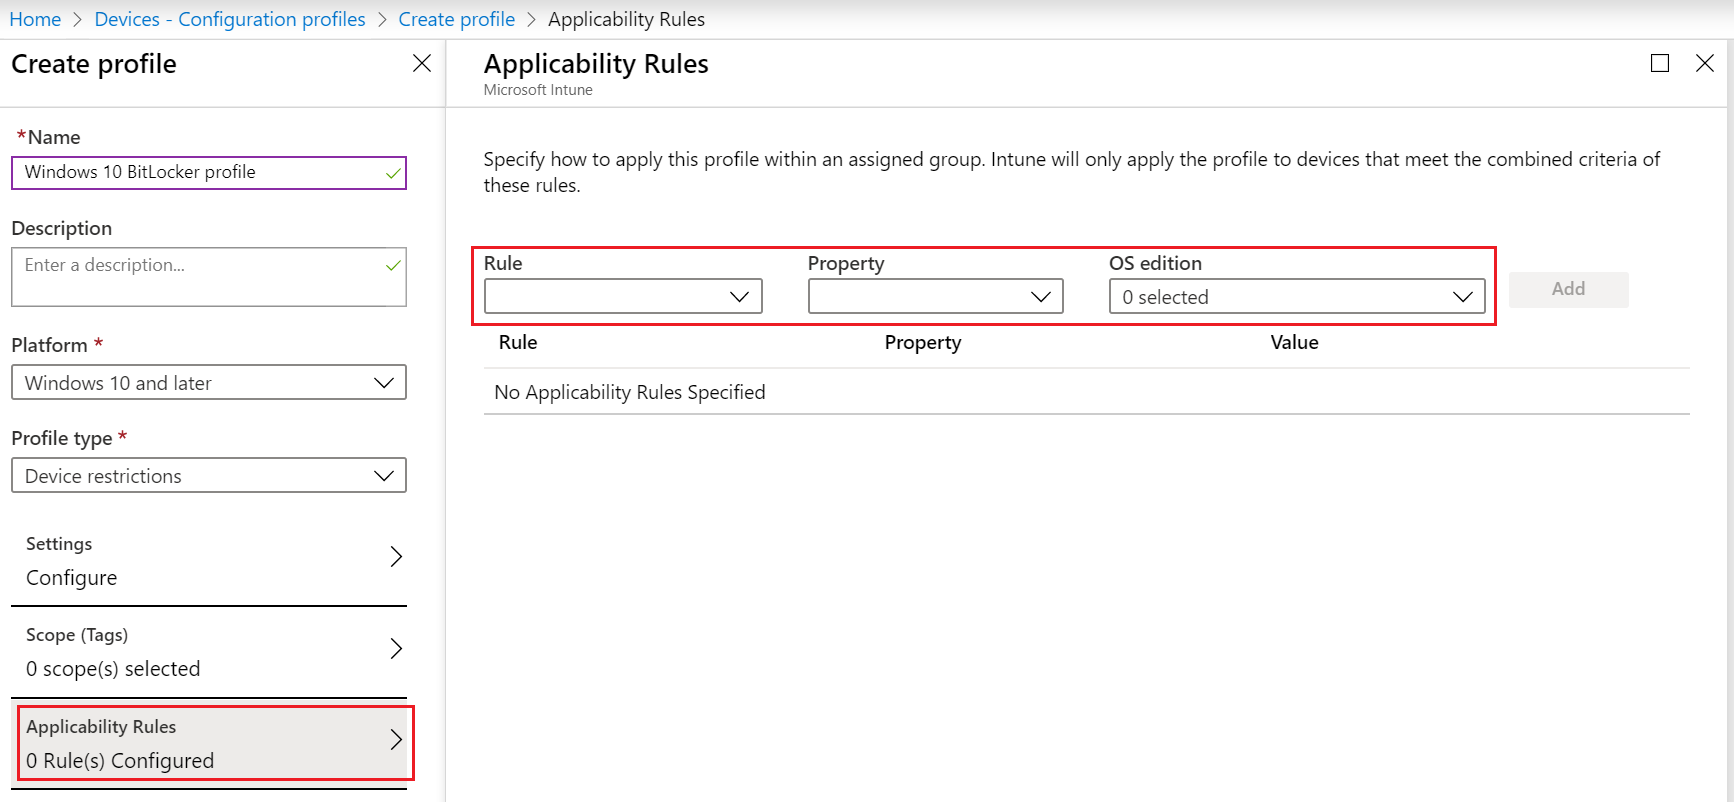 Home > Devices - Configuration profiles > Create profile > Applicability Rules
Create profile
*Name
Windows 10 BitLocker profile
Description
Enter a description...
Platform *
Windows 10 and later
Profile type *
Device restrictions
Settings
Configure
Scope (Tags)
0 scope(s) selected
Applicability Rules
0 Rule(s) Configured
Applicability Rules
Microsoft Intune
Specify how to apply this profile within an assigned group. Intune will only apply the profile to devices that meet the combined criteria of
these rules.
Rule Property OS edition
0 selected
Add
Rule Property Value
No Applicability Rules Specified